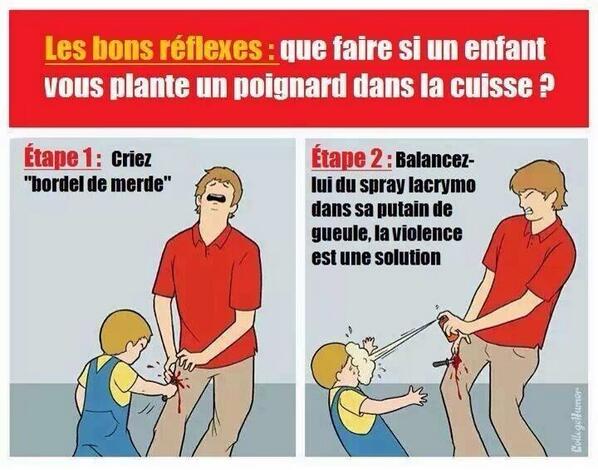 Les bons réflexes : que faire si un enfant
vous plante un poignard dans la cuisse ?
Étape 1 : Criez
"bordel de merde"
Étape 2 : Balancez-
lui du spray lacrymo
dans sa putain de
gueule, la violence
est une solution
CollegeHumor